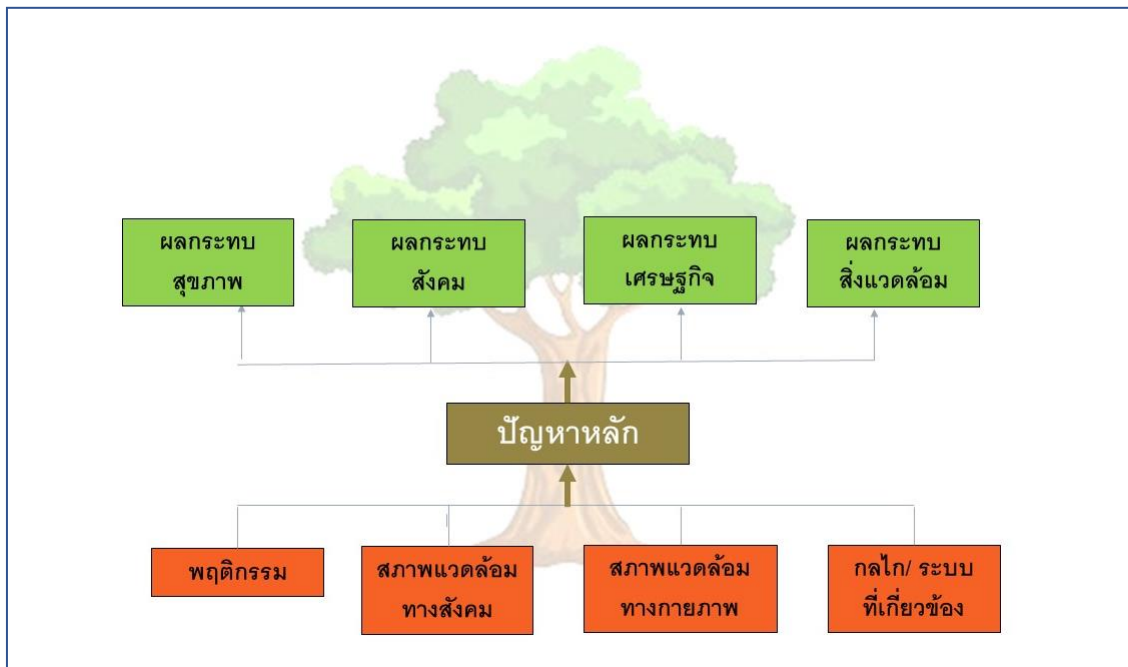 ผลกระทบ
สุขภาพ
ผลกระทบ
สังคม
ผลกระทบ
เศรษฐกิจ
ผลกระทบ
สิ่งแวดล้อม
ปัญหาหลัก
พฤติกรรม
สภาพแวดล้อม
ทางสังคม
สภาพแวดล้อม
ทางกายภาพ
กลไก/ ระบบ
ที่เกี่ยวข้อง